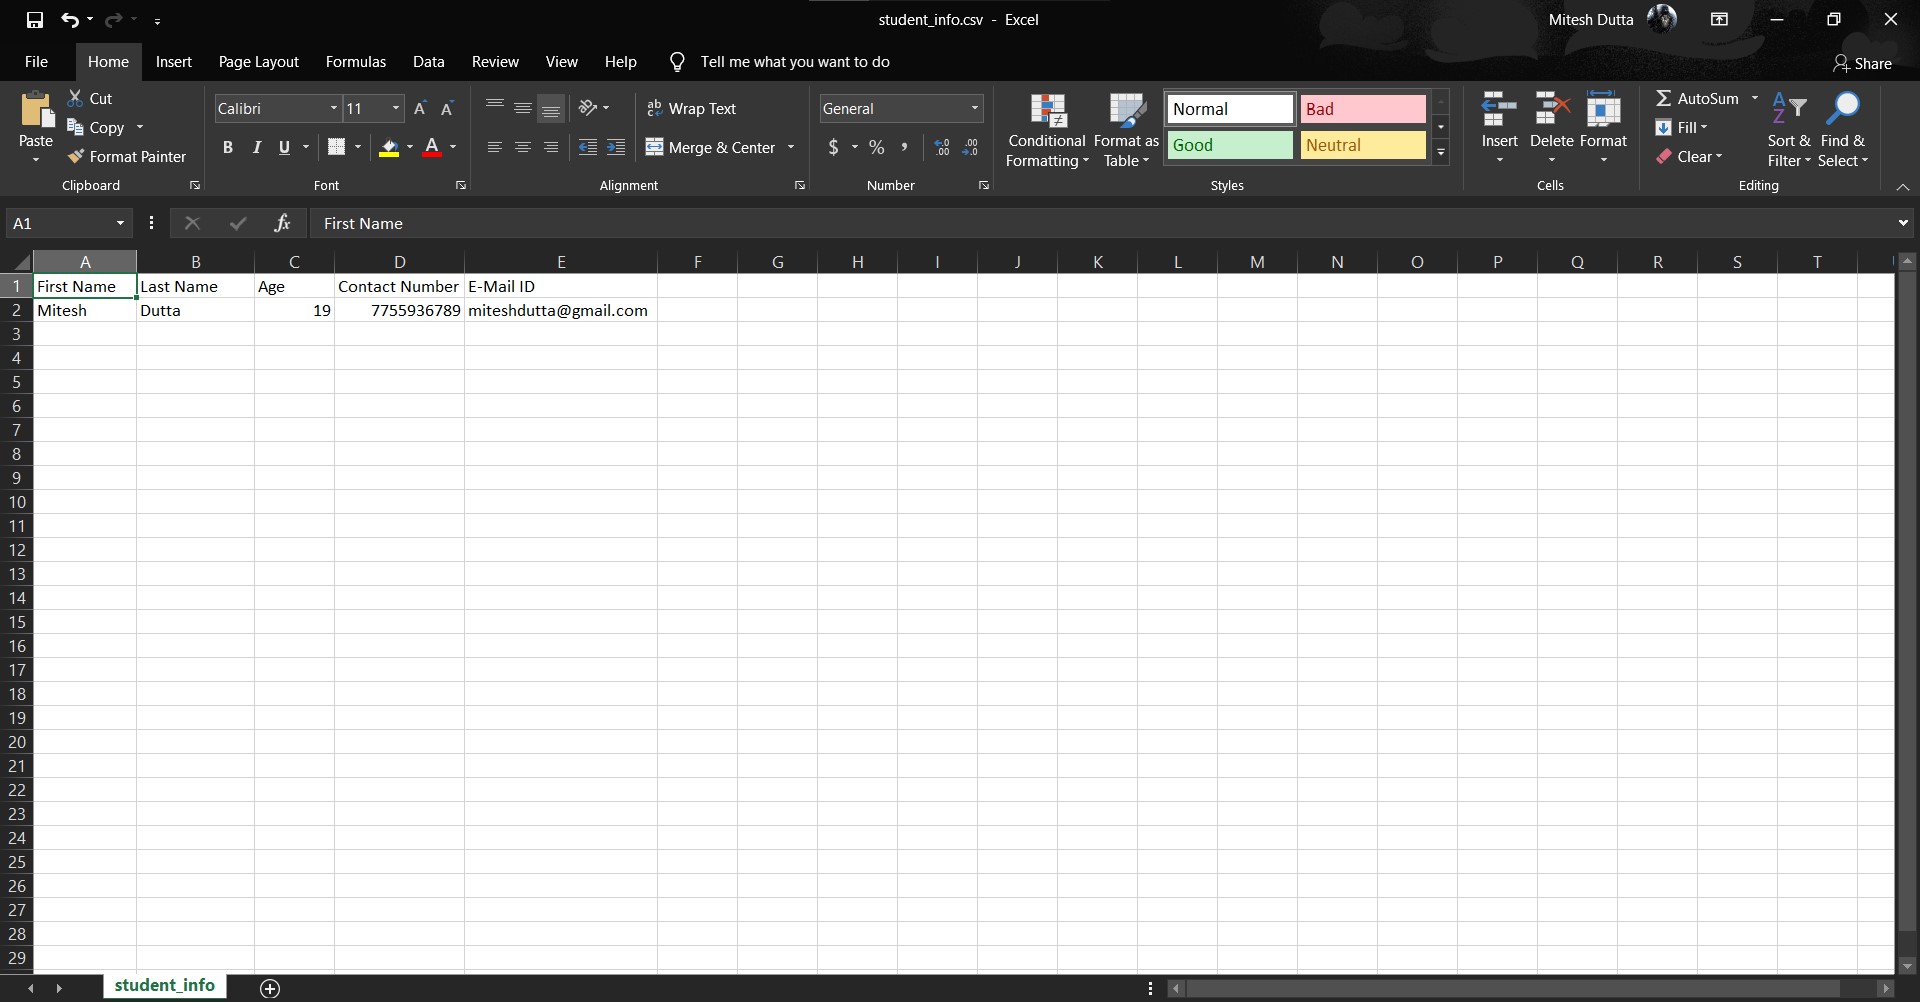 student_info.csv - Excel
Mitesh Dutta
File Home Insert Page Layout Formulas Data Review View Help Tell me what you want to do Share
Paste
Cut
Copy
Format Painter
Clipboard
Calibri 11 A A
B I U A
Font
ab Wrap Text
Merge & Center
Alignment
General
$ % ,
Number
Conditional Formatting
Format as Table
Normal Bad
Good Neutral
Styles
Insert Delete Format
Cells
AutoSum
Fill
Clear
Sort & Filter
Find & Select
Editing
A1 fx First Name
A B C D E F G H I J K L M N O P Q R S T
1 First Name Last Name Age Contact Number E-Mail ID
2 Mitesh Dutta 19 7755936789 miteshdutta@gmail.com
3
4
5
6
7
8
9
10
11
12
13
14
15
16
17
18
19
20
21
22
23
24
25
26
27
28
29
student_info